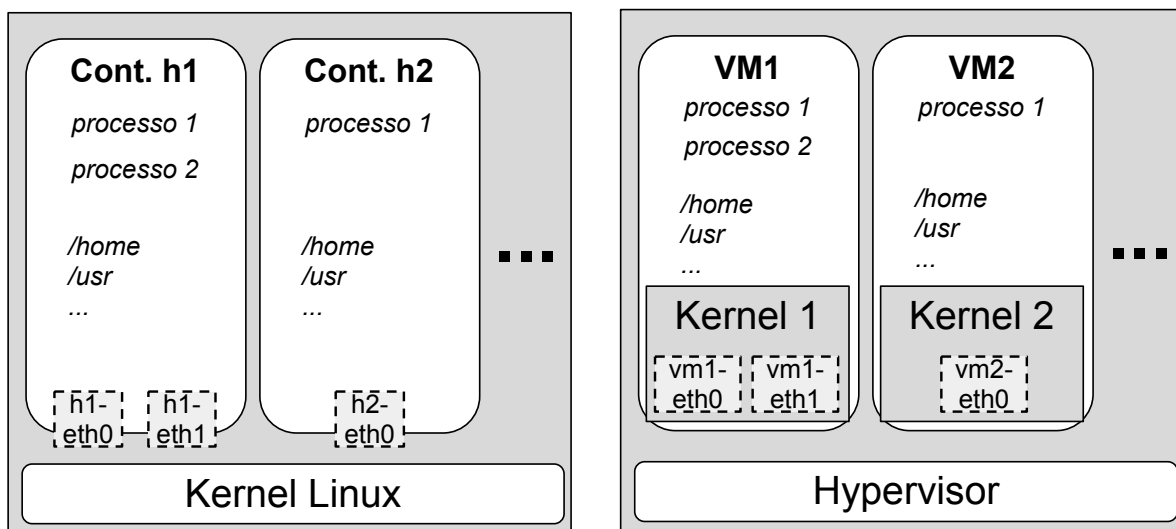 Cont. h1
processo 1
processo 2
/home
/usr
...
h1-
eth0
h1-
eth1
Cont. h2
processo 1
/home
/usr
...
h2-
eth0
Kernel Linux
VM1
processo 1
processo 2
/home
/usr
...
Kernel 1
vm1-
eth0
vm1-
eth1
VM2
processo 1
/home
/usr
...
Kernel 2
vm2-
eth0
Hypervisor